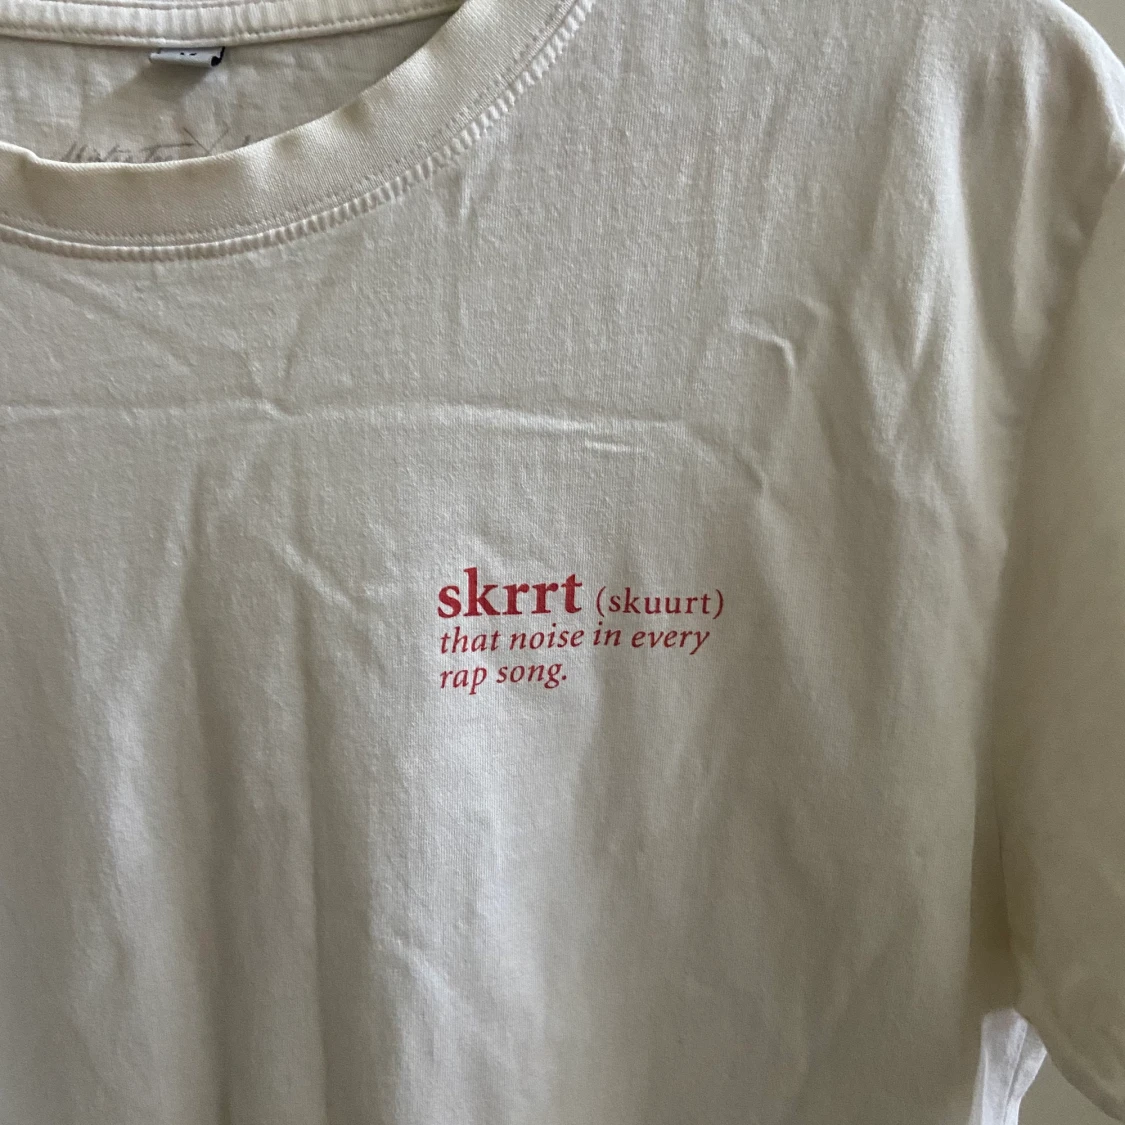 skrrt (skuurt)
that noise in every
rap song.